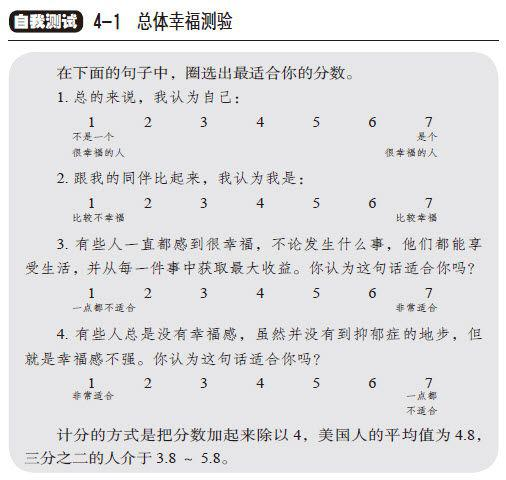 自我测试 4-1 总体幸福测验
在下面的句子中，圈选出最适合你的分数。
1. 总的来说，我认为自己：
1 2 3 4 5 6 7
不是一个 是个
很幸福的人 很幸福的人
2. 跟我的同伴比起来，我认为我是：
1 2 3 4 5 6 7
比较不幸福 比较幸福
3. 有些人一直都感到很幸福，不论发生什么事，他们都能享
受生活，并从每一件事中获取最大收益。你认为这句话适合你吗？
1 2 3 4 5 6 7
一点都不适合 非常适合
4. 有些人总是没有幸福感，虽然并没有到抑郁症的地步，但
就是幸福感不强。你认为这句话适合你吗？
1 2 3 4 5 6 7
非常适合 一点都
不适合
计分的方式是把分数加起来除以 4，美国人的平均值为 4.8，
三分之二的人介于 3.8 ~ 5.8。